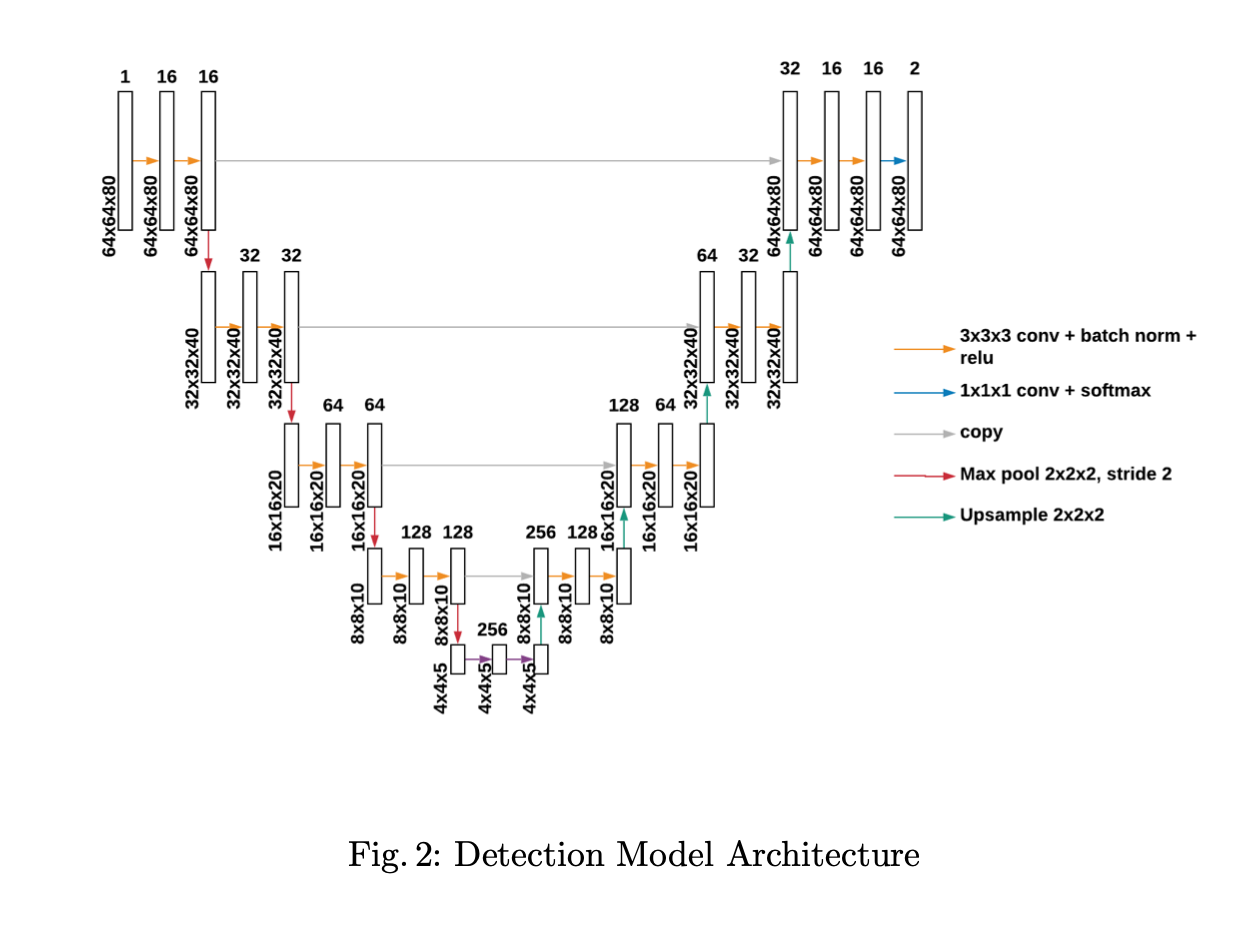 1 16 16
32 16 16 2
64x64x80 64x64x80 64x64x80
64x64x80 64x64x80 64x64x80 64x64x80
32 32
64 32
32x32x40 32x32x40 32x32x40
32x32x40 32x32x40 32x32x40
3x3x3 conv + batch norm +
relu
1x1x1 conv + softmax
copy
Max pool 2x2x2, stride 2
Upsample 2x2x2
64 64
128 64
16x16x20 16x16x20 16x16x20
16x16x20 16x16x20 16x16x20
128 128
256 128
8x8x10 8x8x10 8x8x10
8x8x10 8x8x10 8x8x10
256
4x4x5 4x4x5 4x4x5
Fig. 2: Detection Model Architecture